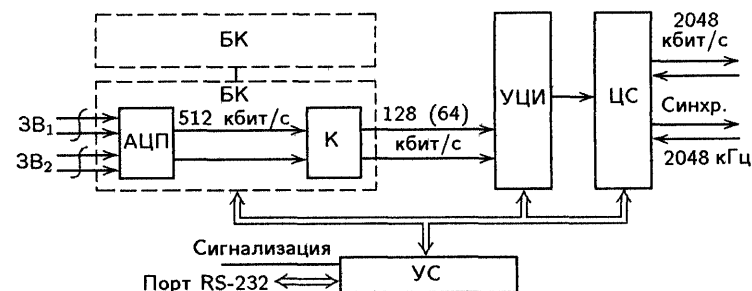 БК
БК
2048
кбит/с
ЗВ1
512 кбит/с
128 (64)
АЦП
К
кбит/с
УЦИ
ЦС
Синхр.
ЗВ2
2048 кГц
Сигнализация
УС
Порт RS-232